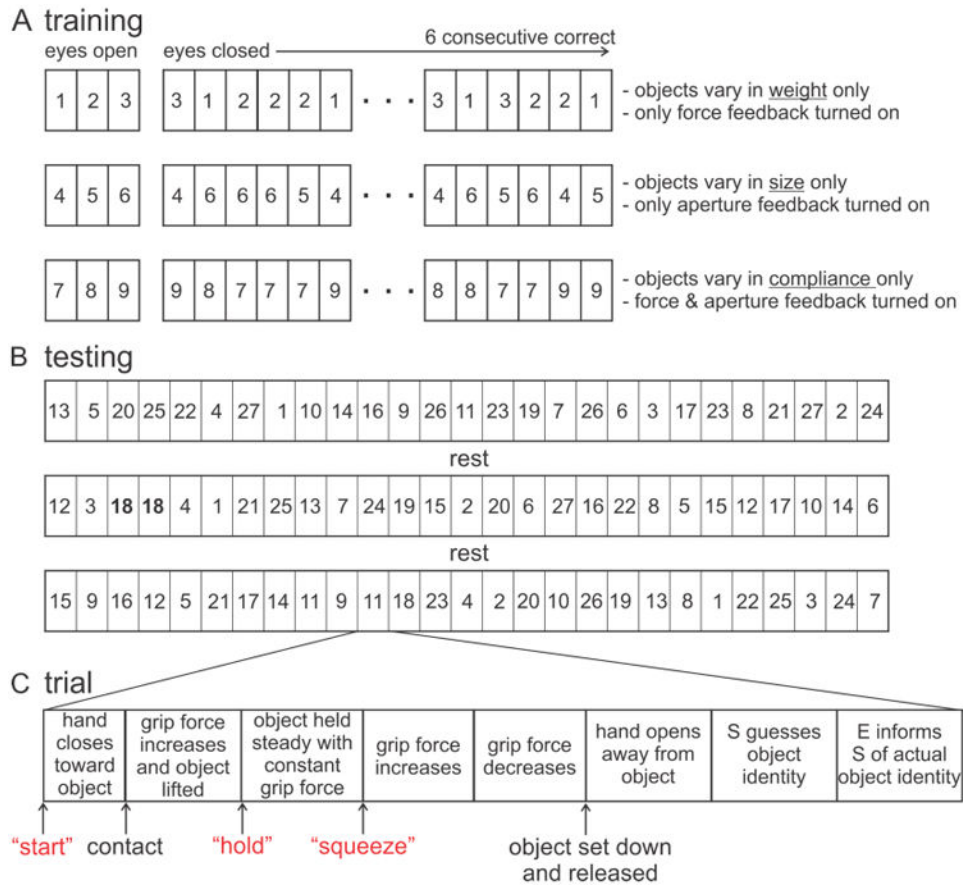 A training
eyes open eyes closed 6 consecutive correct
1 2 3 3 1 2 2 2 1 · · · 3 1 3 2 2 1
- objects vary in weight only
- only force feedback turned on
4 5 6 4 6 6 6 5 4 · · · 4 6 5 6 4 5
- objects vary in size only
- only aperture feedback turned on
7 8 9 9 8 7 7 7 9 · · · 8 8 7 7 9 9
- objects vary in compliance only
- force & aperture feedback turned on
B testing
13 5 20 25 22 4 27 1 10 14 16 9 26 11 23 19 7 26 6 3 17 23 8 21 27 2 24
rest
12 3 18 18 4 1 21 25 13 7 24 19 15 2 20 6 27 16 22 8 5 15 12 17 10 14 6
rest
15 9 16 12 5 21 17 14 11 9 11 18 23 4 2 20 10 26 19 13 8 1 22 25 3 24 7
C trial
hand
closes
toward
object
grip force
increases
and object
lifted
object held
steady with
constant
grip force
grip force
increases
grip force
decreases
hand opens
away from
object
S guesses
object
identity
E informs
S of actual
object identity
“start” contact “hold” “squeeze” object set down
and released